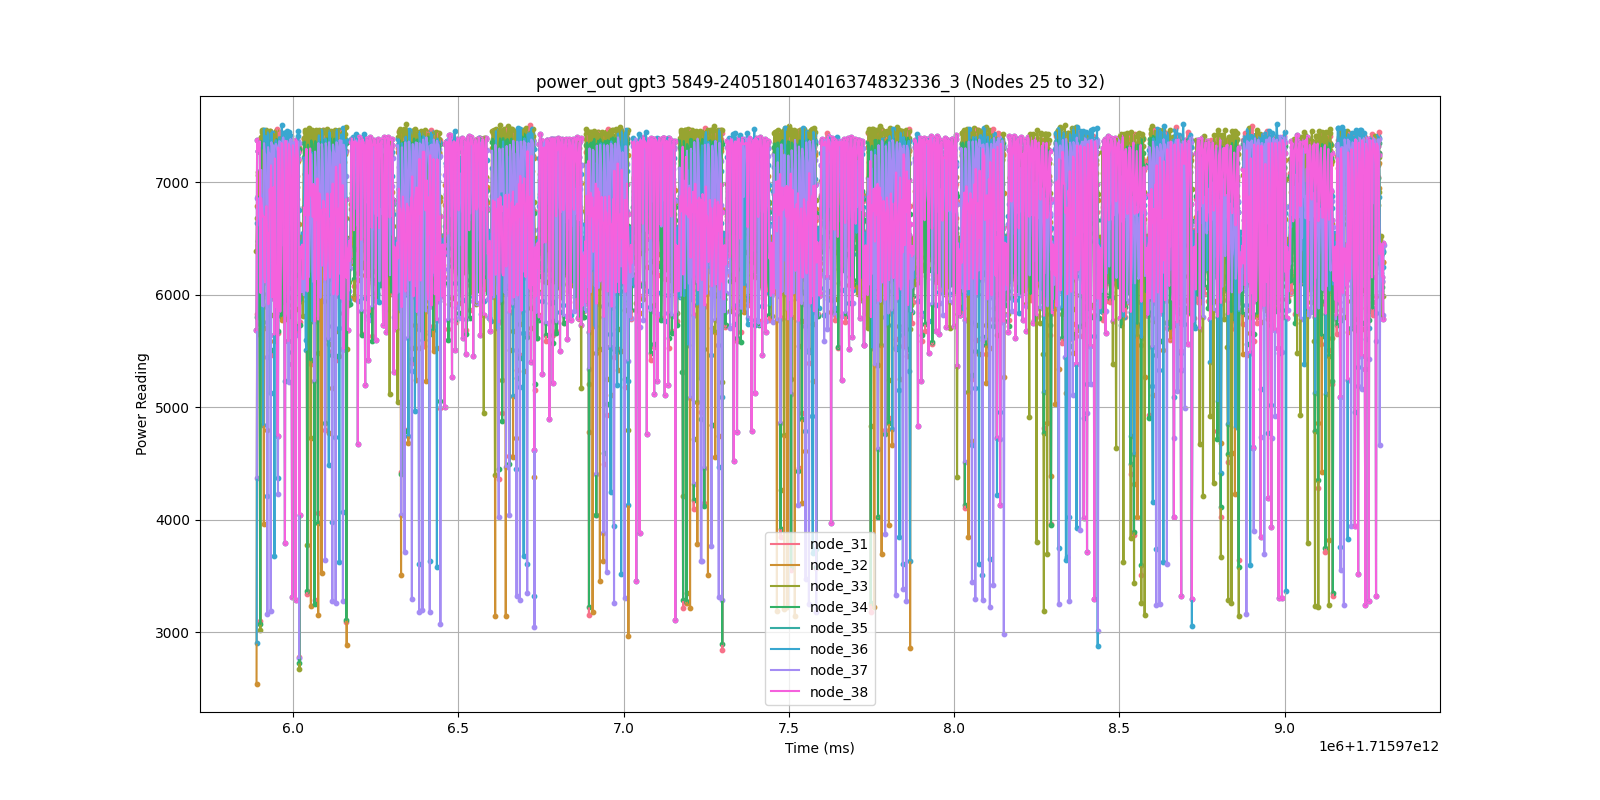 power_out gpt3 5849-240518014016374832336_3 (Nodes 25 to 32)
Power Reading
7000
6000
5000
4000
3000
node_31
node_32
node_33
node_34
node_35
node_36
node_37
node_38
6.0 6.5 7.0 7.5 8.0 8.5 9.0
1e6+1.71597e12
Time (ms)